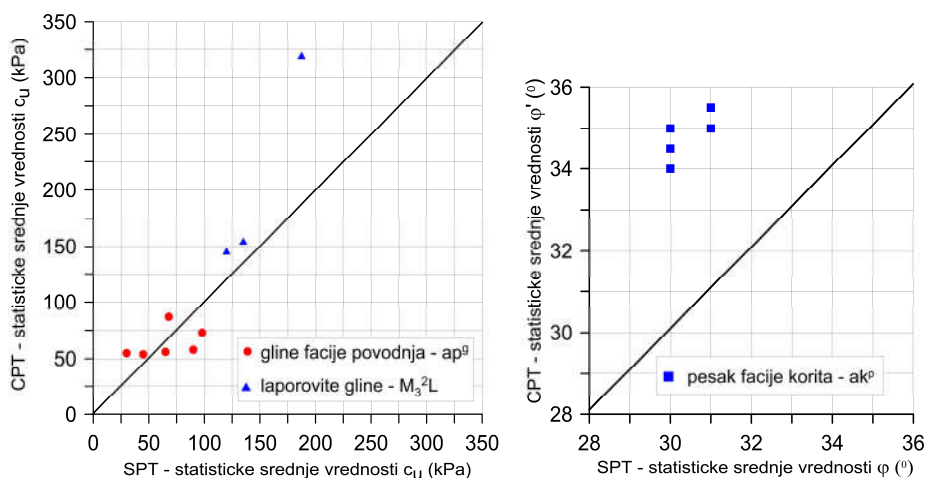 CPT - statisticke srednje vrednosti cu (kPa)
350
300
250
200
150
100
50
0
gline facije povodnja - apᵍ
laporovite gline - M₃²L
0 50 100 150 200 250 300 350
SPT - statisticke srednje vrednosti cu (kPa)
CPT - statisticke srednje vrednosti φ' (⁰)
36
34
32
30
28
pesak facije korita - akᵖ
28 30 32 34 36
SPT - statisticke srednje vrednosti φ (⁰)